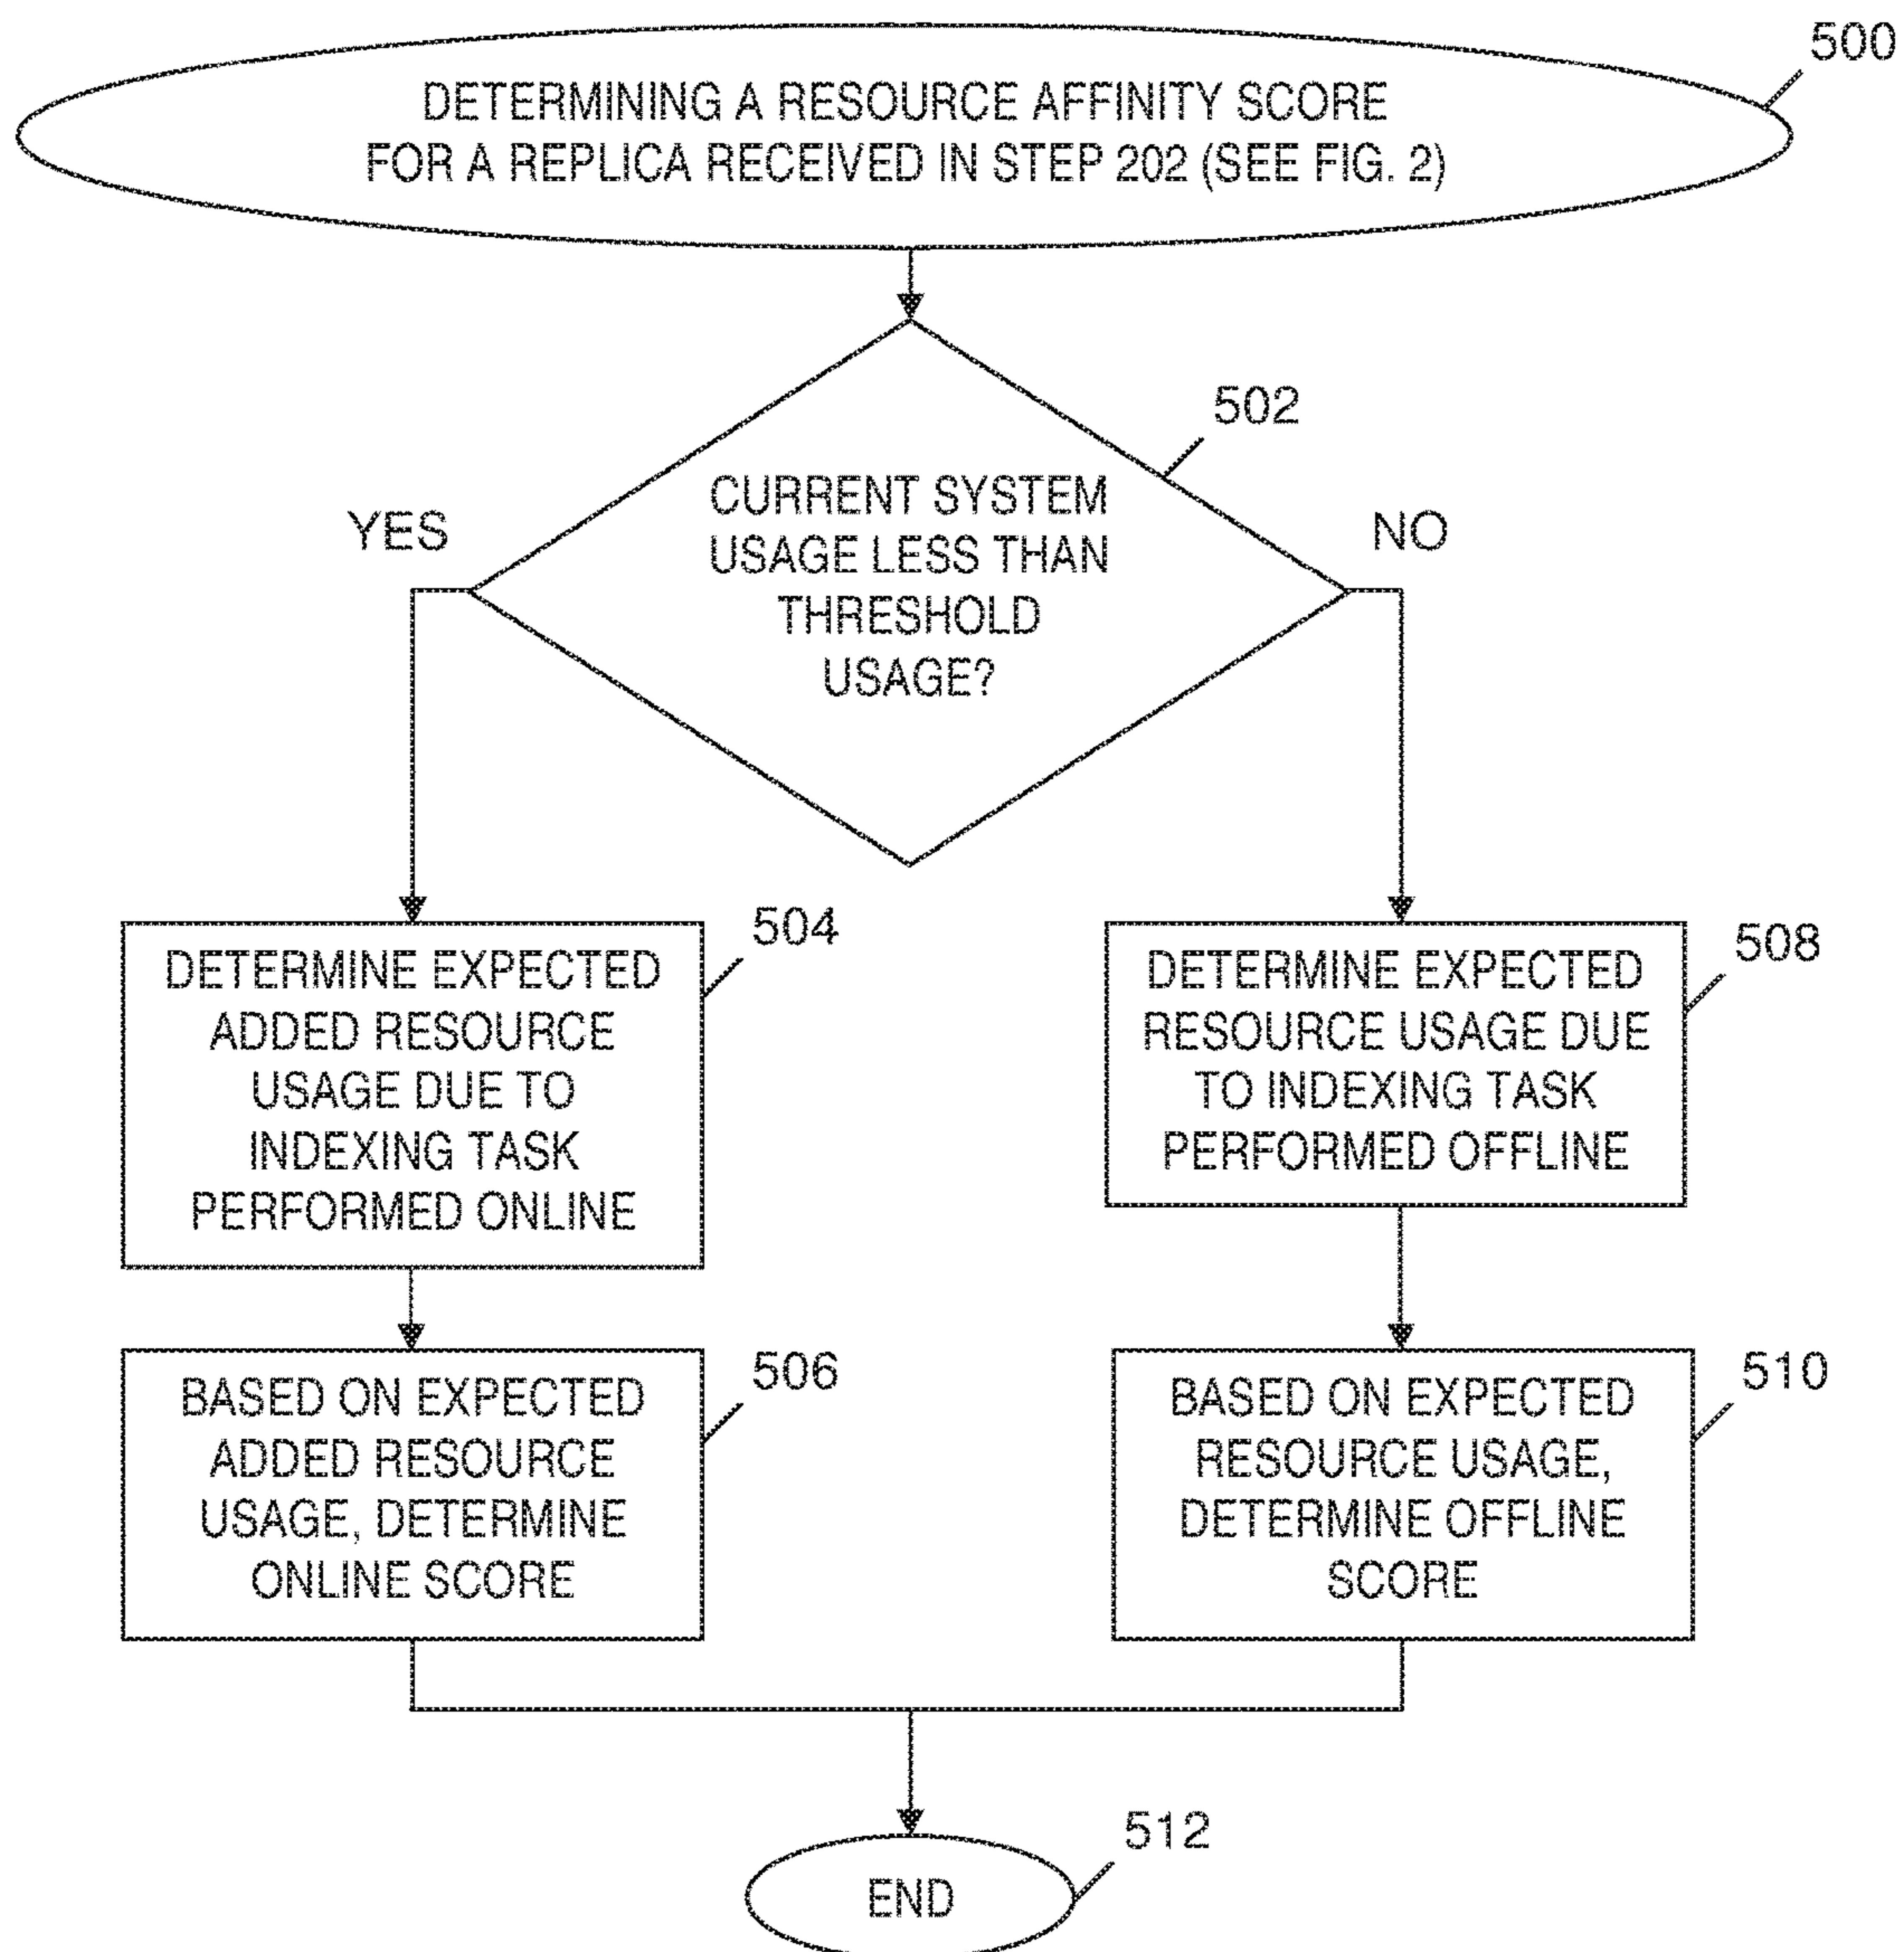 500
DETERMINING A RESOURCE AFFINITY SCORE
FOR A REPLICA RECEIVED IN STEP 202 (SEE FIG. 2)
502
CURRENT SYSTEM
USAGE LESS THAN
THRESHOLD
USAGE?
YES
NO
504
DETERMINE EXPECTED
ADDED RESOURCE
USAGE DUE TO
INDEXING TASK
PERFORMED ONLINE
508
DETERMINE EXPECTED
RESOURCE USAGE DUE
TO INDEXING TASK
PERFORMED OFFLINE
506
BASED ON EXPECTED
ADDED RESOURCE
USAGE, DETERMINE
ONLINE SCORE
510
BASED ON EXPECTED
RESOURCE USAGE,
DETERMINE OFFLINE
SCORE
512
END